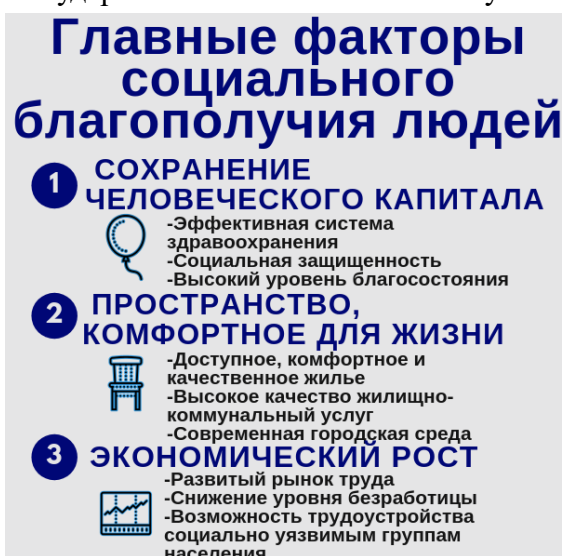 Главные факторы
социального
благополучия людей
1 СОХРАНЕНИЕ
ЧЕЛОВЕЧЕСКОГО КАПИТАЛА
-Эффективная система
здравоохранения
-Социальная защищенность
-Высокий уровень благосостояния
2 ПРОСТРАНСТВО,
КОМФОРТНОЕ ДЛЯ ЖИЗНИ
-Доступное, комфортное и
качественное жилье
-Высокое качество жилищно-
коммунальный услуг
-Современная городская среда
3 ЭКОНОМИЧЕСКИЙ РОСТ
-Развитый рынок труда
-Снижение уровня безработицы
-Возможность трудоустройства
социально уязвимым группам
населения